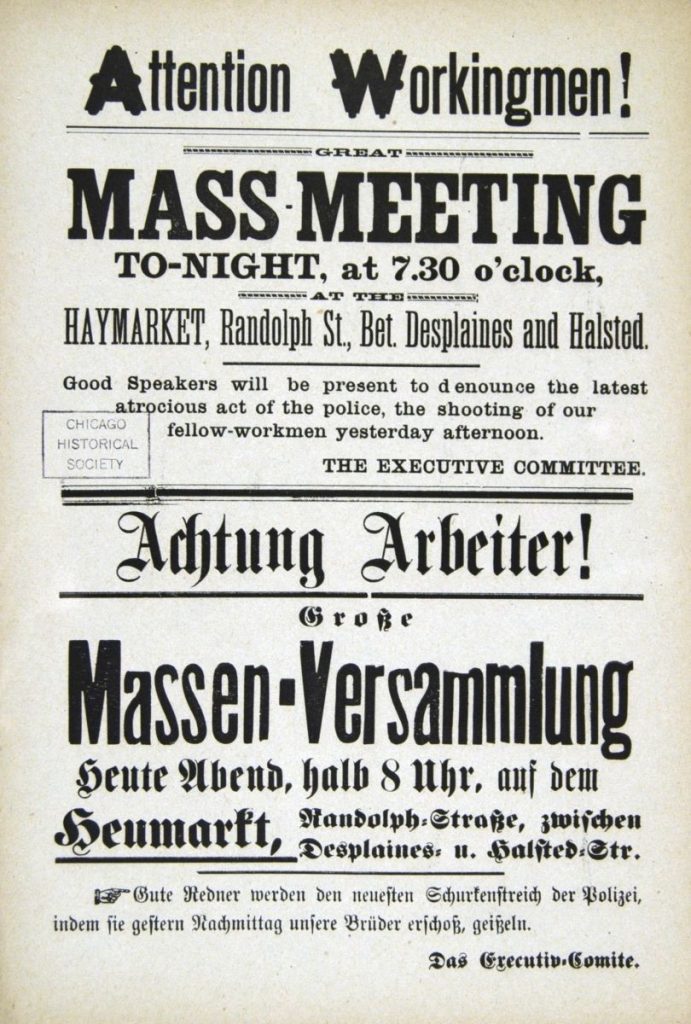 Attention Workingmen!
GREAT
MASS-MEETING
TO-NIGHT, at 7.30 o'clock,
AT THE
HAYMARKET, Randolph St., Bet. Desplaines and Halsted.
Good Speakers will be present to denounce the latest
atrocious act of the police, the shooting of our
fellow-workmen yesterday afternoon.
CHICAGO
HISTORICAL
SOCIETY
THE EXECUTIVE COMMITTEE.
Achtung Arbeiter!
Große
Massen-Versammlung
Heute Abend, halb 8 Uhr, auf dem
Heumarkt, Randolph-Straße, zwischen
Desplaines- u. Halsted-Str.
☞ Gute Redner werden den neuesten Schurkenstreich der Polizei,
indem sie gestern Nachmittag unsere Brüder erschoß, geißeln.
Das Executiv-Comite.